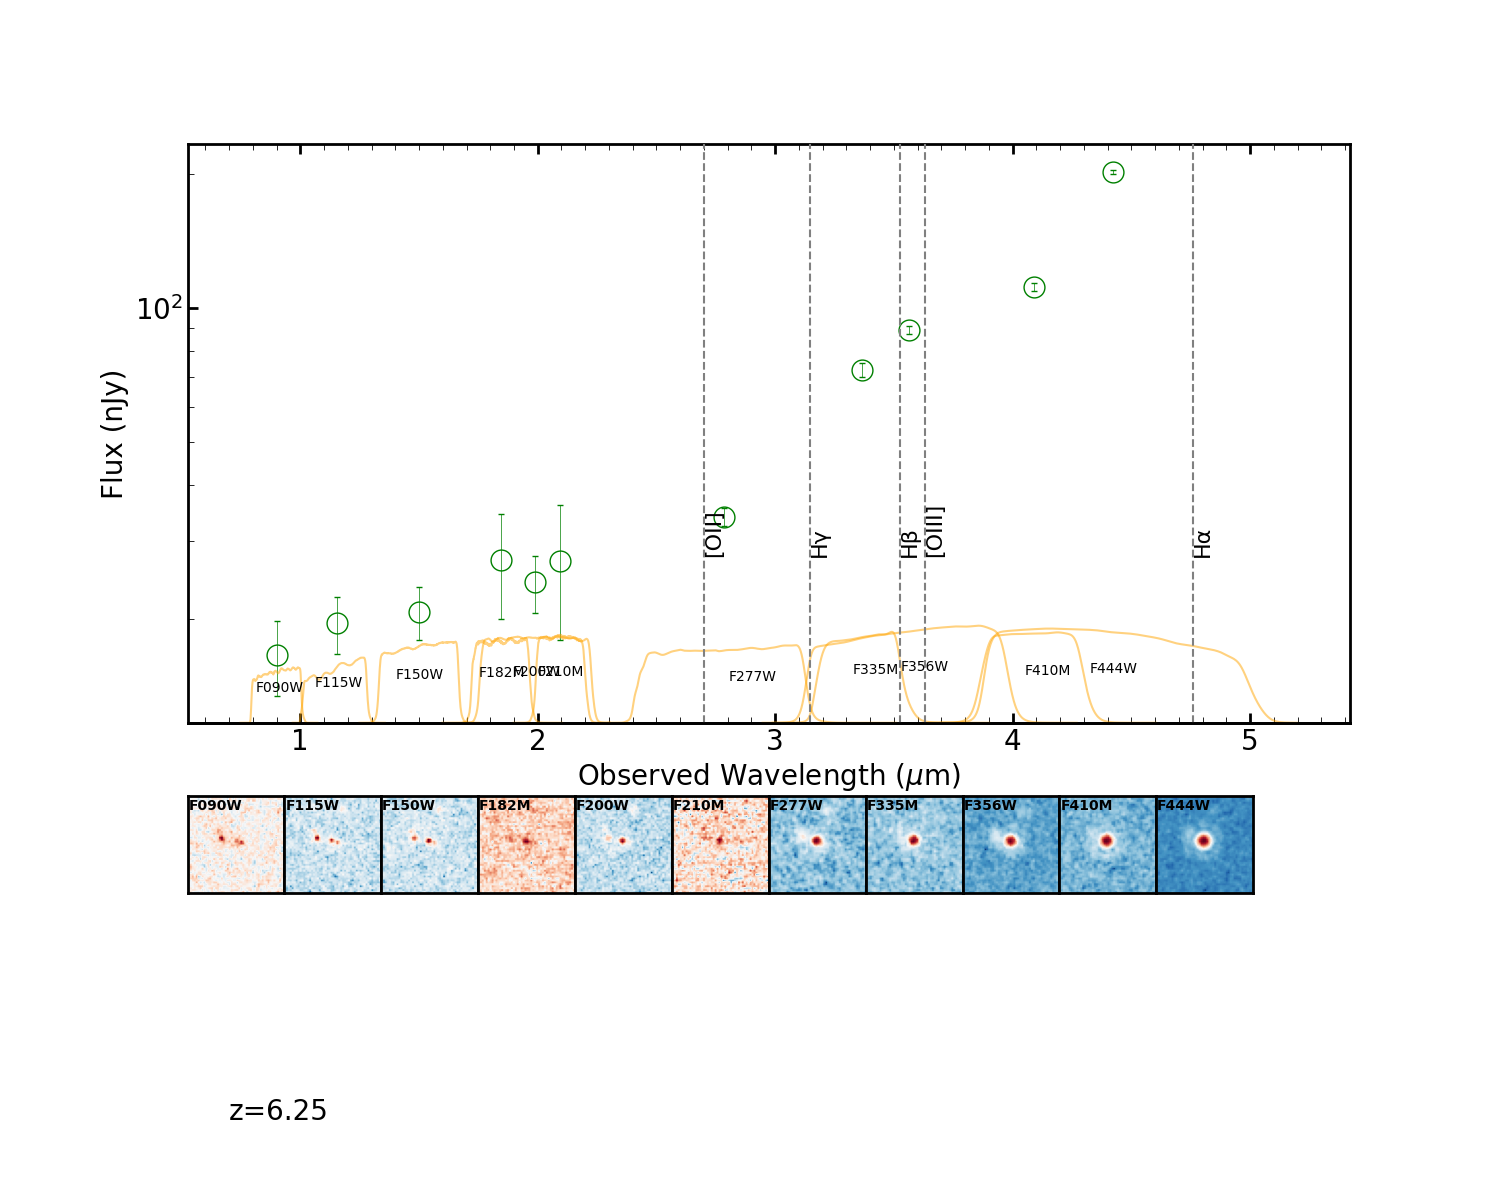 10²
Flux (nJy)
[OII]
Hγ
Hβ
[OIII]
Hα
F090W
F115W
F150W
F182M
F200W
F210M
F277W
F335M
F356W
F410M
F444W
1
2
3
4
5
Observed Wavelength (μm)
F090W
F115W
F150W
F182M
F200W
F210M
F277W
F335M
F356W
F410M
F444W
z=6.25